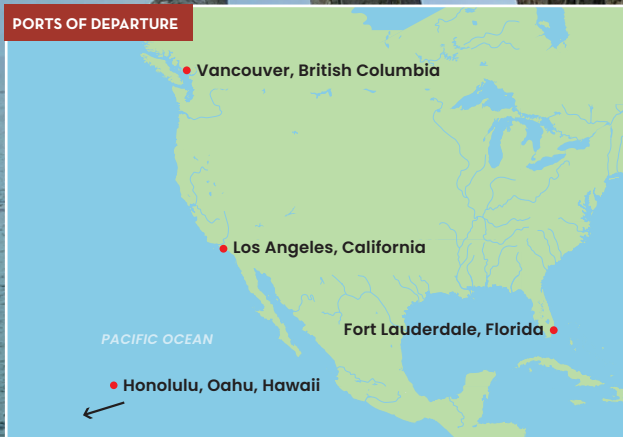 PORTS OF DEPARTURE
Vancouver, British Columbia
Los Angeles, California
Fort Lauderdale, Florida
PACIFIC OCEAN
Honolulu, Oahu, Hawaii